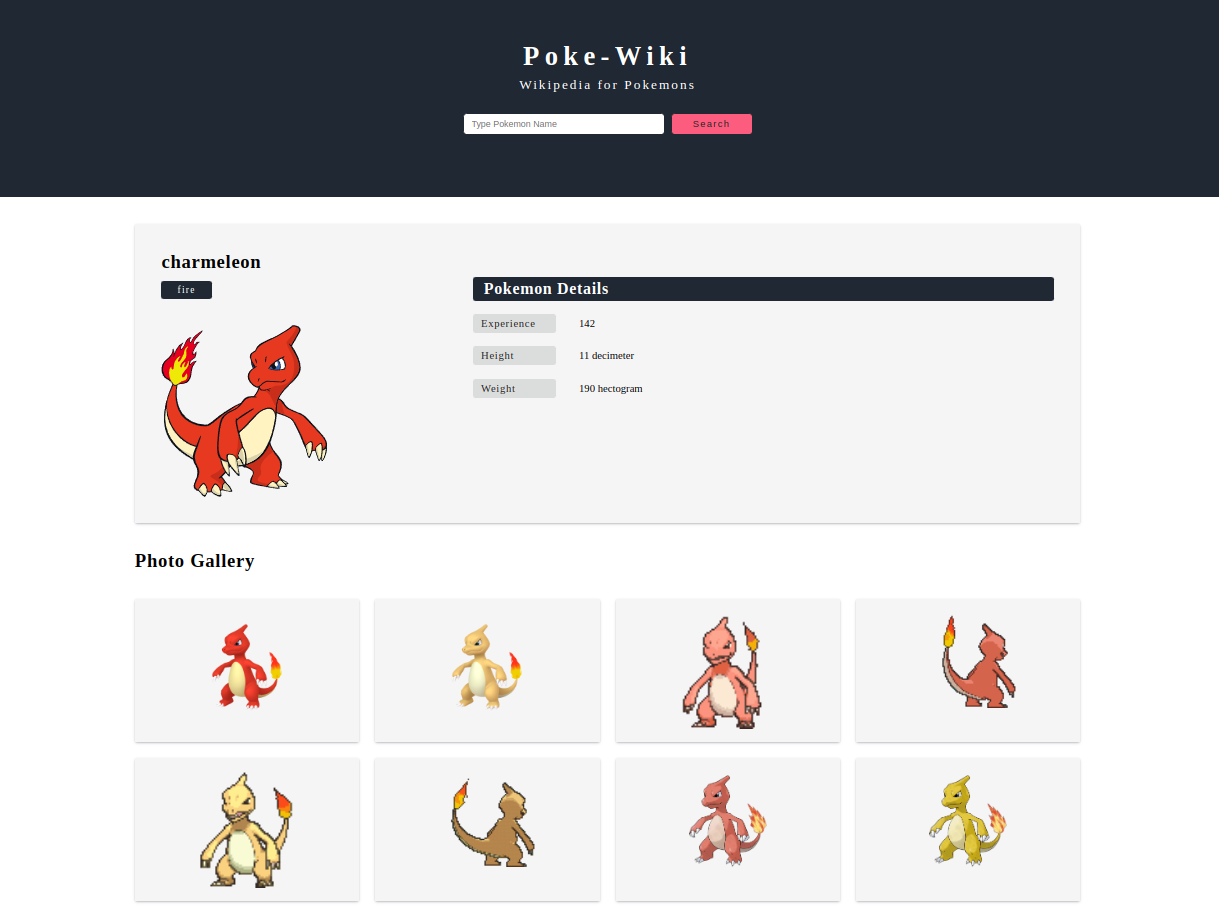 Poke-Wiki
Wikipedia for Pokemons
Type Pokemon Name
Search
charmeleon
fire
Pokemon Details
Experience 142
Height 11 decimeter
Weight 190 hectogram
Photo Gallery